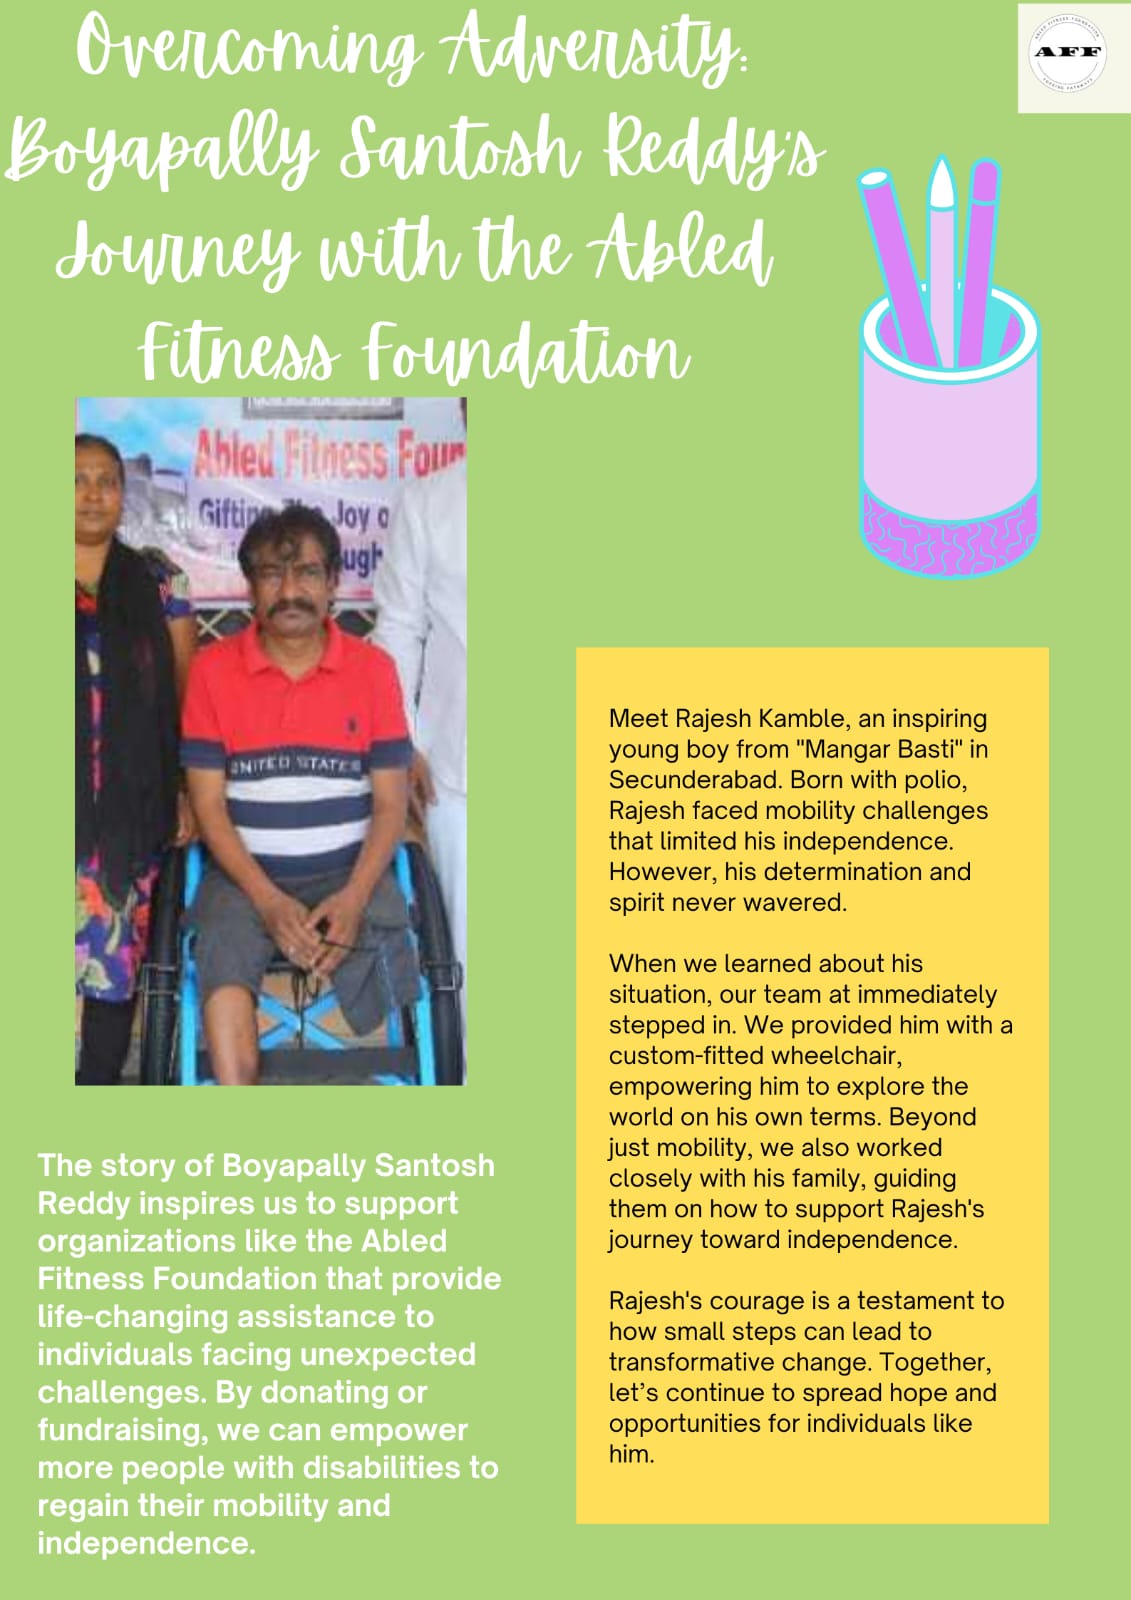 Overcoming Adversity:
Boyapally Santosh Reddy's
Journey with the Abled
Fitness Foundation
ABLED FITNESS FOUNDATION
AFF
FORGING PATHWAYS
Abled Fitness Foun
Gifting The Joy o
ugh
UNITED STATES
Meet Rajesh Kamble, an inspiring
young boy from "Mangar Basti" in
Secunderabad. Born with polio,
Rajesh faced mobility challenges
that limited his independence.
However, his determination and
spirit never wavered.
When we learned about his
situation, our team at immediately
stepped in. We provided him with a
custom-fitted wheelchair,
empowering him to explore the
world on his own terms. Beyond
just mobility, we also worked
closely with his family, guiding
them on how to support Rajesh's
journey toward independence.
Rajesh's courage is a testament to
how small steps can lead to
transformative change. Together,
let’s continue to spread hope and
opportunities for individuals like
him.
The story of Boyapally Santosh
Reddy inspires us to support
organizations like the Abled
Fitness Foundation that provide
life-changing assistance to
individuals facing unexpected
challenges. By donating or
fundraising, we can empower
more people with disabilities to
regain their mobility and
independence.